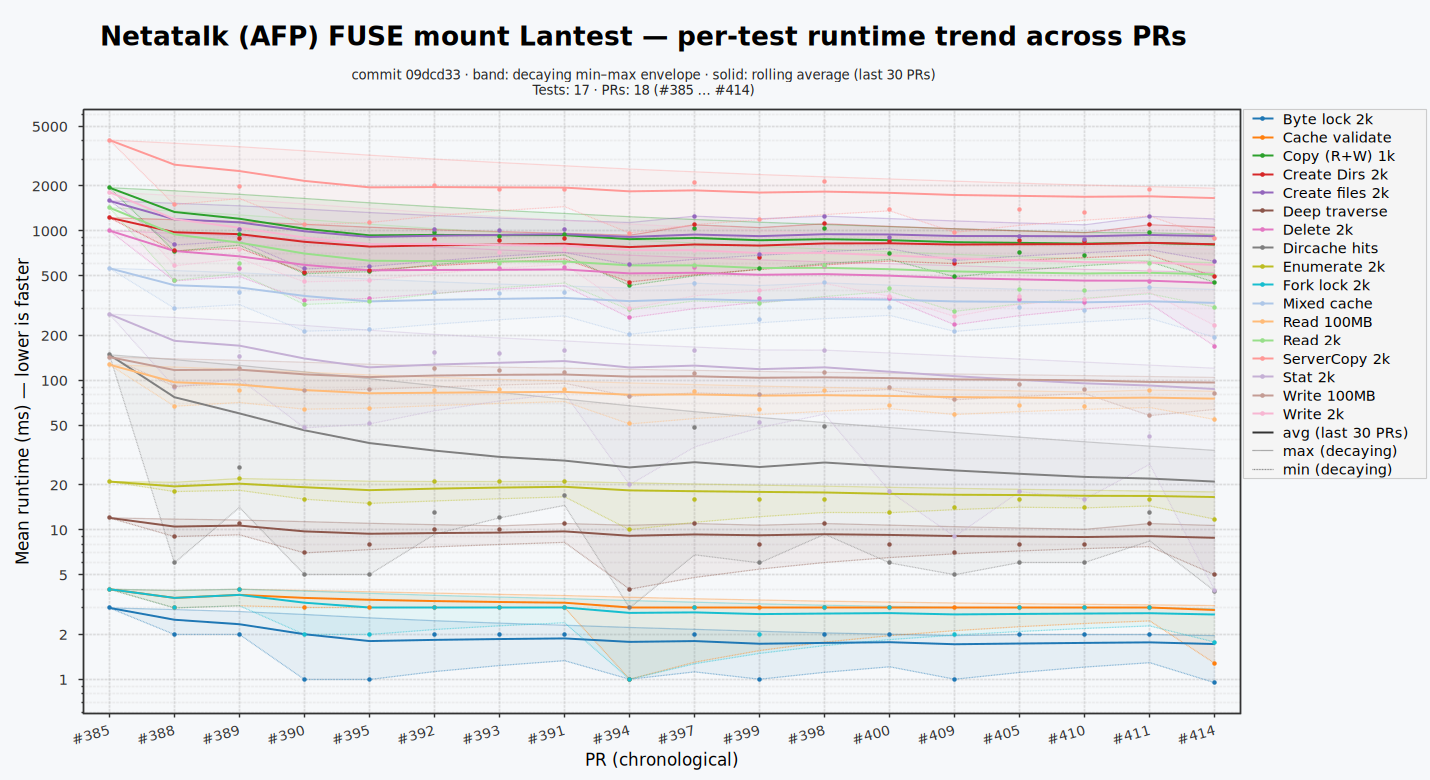 Netatalk (AFP) FUSE mount Lantest — per-test runtime trend across PRs
commit 09dcd33 · band: decaying min–max envelope · solid: rolling average (last 30 PRs)
Tests: 17 · PRs: 18 (#385 … #414)
Mean runtime (ms) — lower is faster
5000
2000
1000
500
200
100
50
20
10
5
2
1
#385
#388
#389
#390
#395
#392
#393
#391
#394
#397
#399
#398
#400
#409
#405
#410
#411
#414
PR (chronological)
Byte lock 2k
Cache validate
Copy (R+W) 1k
Create Dirs 2k
Create files 2k
Deep traverse
Delete 2k
Dircache hits
Enumerate 2k
Fork lock 2k
Mixed cache
Read 100MB
Read 2k
ServerCopy 2k
Stat 2k
Write 100MB
Write 2k
avg (last 30 PRs)
max (decaying)
min (decaying)